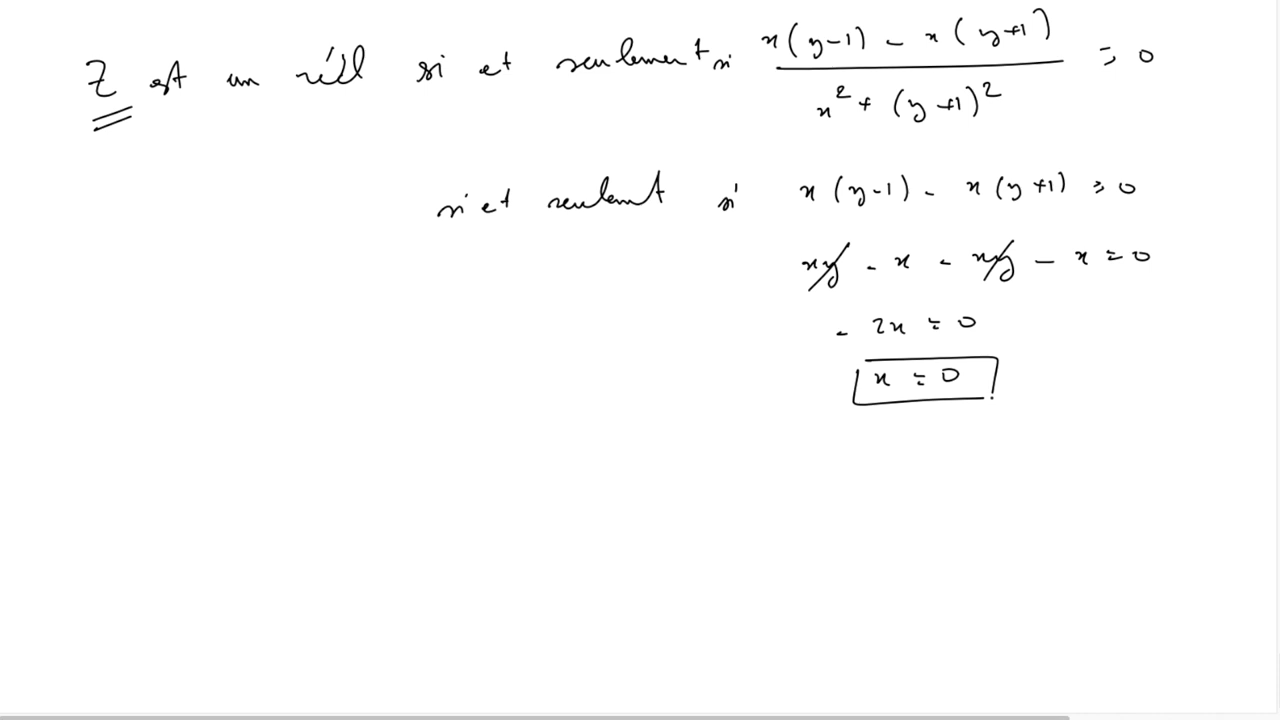 Z est un réel si et seulement si (x(y-1) - x(y+1)) / (x² + (y+1)²) = 0
si et seulemt si x(y-1) - x(y+1) = 0
xy - x - xy - x = 0
- 2x = 0
x = 0